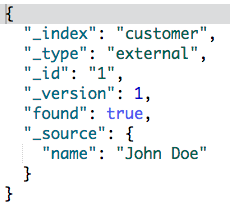 {
  "_index": "customer",
  "_type": "external",
  "_id": "1",
  "_version": 1,
  "found": true,
  "_source": {
    "name": "John Doe"
  }
}